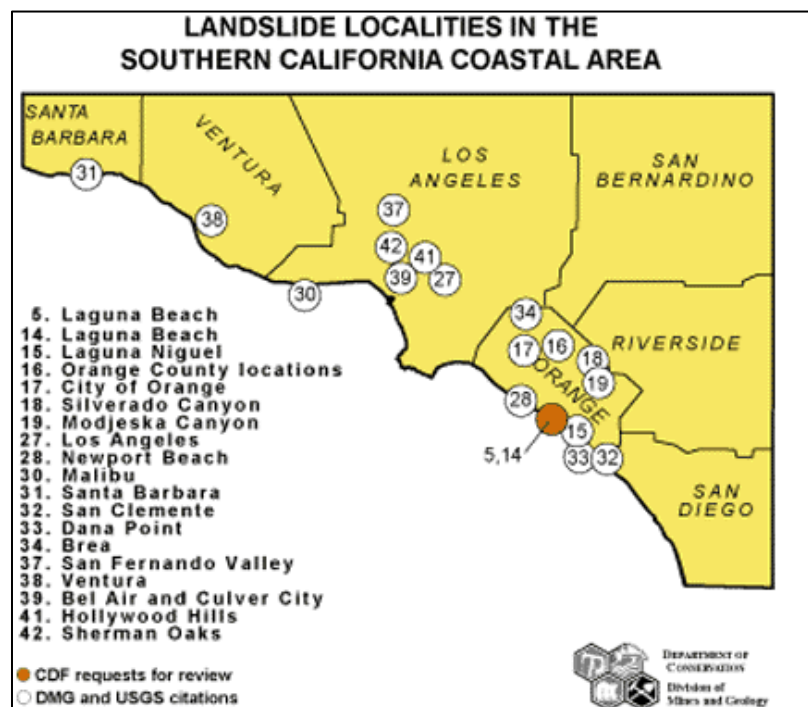 LANDSLIDE LOCALITIES IN THE
SOUTHERN CALIFORNIA COASTAL AREA
SANTA
BARBARA
VENTURA
LOS
ANGELES
SAN
BERNARDINO
RIVERSIDE
ORANGE
SAN
DIEGO
31
38
37
42
41
39
27
30
34
17
16
18
19
28
15
5,14
33
32
5. Laguna Beach
14. Laguna Beach
15. Laguna Niguel
16. Orange County locations
17. City of Orange
18. Silverado Canyon
19. Modjeska Canyon
27. Los Angeles
28. Newport Beach
30. Malibu
31. Santa Barbara
32. San Clemente
33. Dana Point
34. Brea
37. San Fernando Valley
38. Ventura
39. Bel Air and Culver City
41. Hollywood Hills
42. Sherman Oaks
CDF requests for review
DMG and USGS citations
DEPARTMENT OF
CONSERVATION
Division of
Mines and Geology